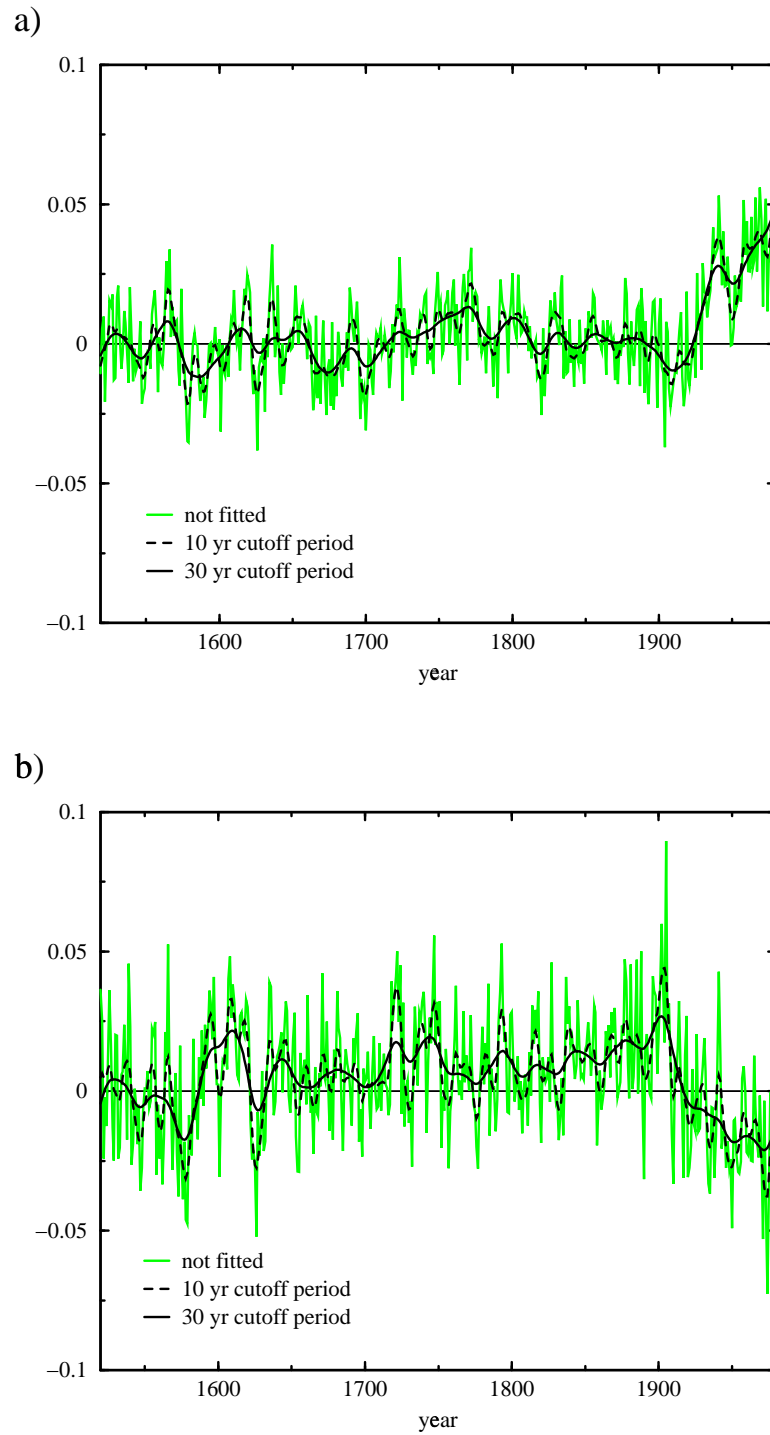 a)
0.1
0.05
0
−0.05
−0.1
not fitted
10 yr cutoff period
30 yr cutoff period
1600 1700 1800 1900
year
b)
0.1
0.05
0
−0.05
−0.1
not fitted
10 yr cutoff period
30 yr cutoff period
1600 1700 1800 1900
year